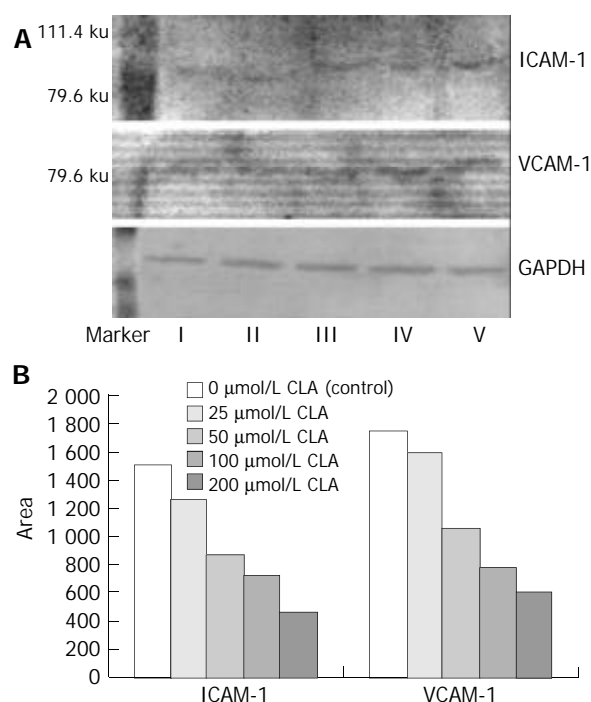 A
111.4 ku
ICAM-1
79.6 ku
79.6 ku
VCAM-1
GAPDH
Marker I II III IV V
B
0 µmol/L CLA (control)
25 µmol/L CLA
50 µmol/L CLA
100 µmol/L CLA
200 µmol/L CLA
Area
2 000
1 800
1 600
1 400
1 200
1 000
800
600
400
200
0
ICAM-1 VCAM-1